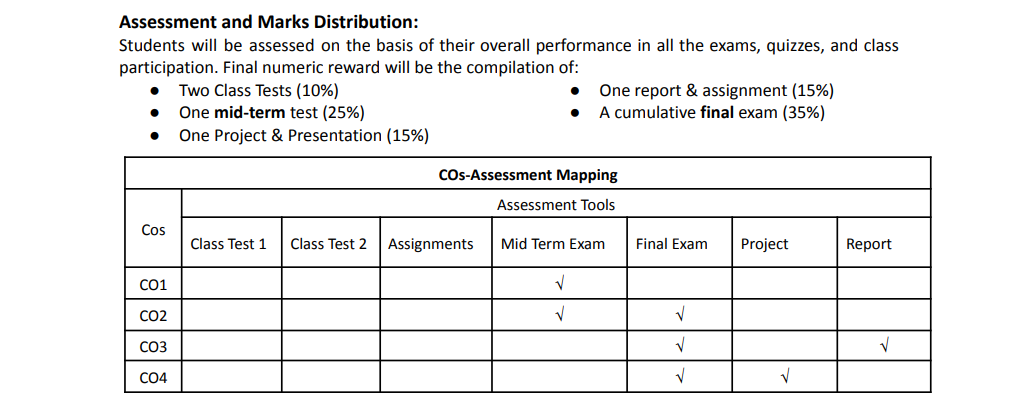 Assessment and Marks Distribution:
Students will be assessed on the basis of their overall performance in all the exams, quizzes, and class
participation. Final numeric reward will be the compilation of:
● Two Class Tests (10%)
● One mid-term test (25%)
● One Project & Presentation (15%)
● One report & assignment (15%)
● A cumulative final exam (35%)
COs-Assessment Mapping
Cos
Assessment Tools
Class Test 1 Class Test 2 Assignments Mid Term Exam Final Exam Project Report
CO1 √
CO2 √ √
CO3 √ √
CO4 √ √